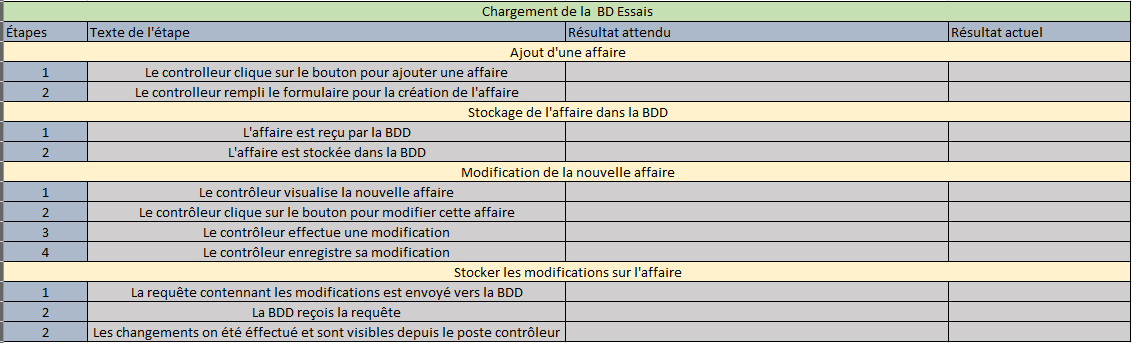 Chargement de la  BD Essais
Étapes Texte de l'étape Résultat attendu Résultat actuel
Ajout d'une affaire
1 Le controlleur clique sur le bouton pour ajouter une affaire
2 Le controlleur rempli le formulaire pour la création de l'affaire
Stockage de l'affaire dans la BDD
1 L'affaire est reçu par la BDD
2 L'affaire est stockée dans la BDD
Modification de la nouvelle affaire
1 Le contrôleur visualise la nouvelle affaire
2 Le contrôleur clique sur le bouton pour modifier cette affaire
3 Le contrôleur effectue une modification
4 Le contrôleur enregistre sa modification
Stocker les modifications sur l'affaire
1 La requête contennant les modifications est envoyé vers la BDD
2 La BDD reçois la requête
2 Les changements on été éffectué et sont visibles depuis le poste contrôleur